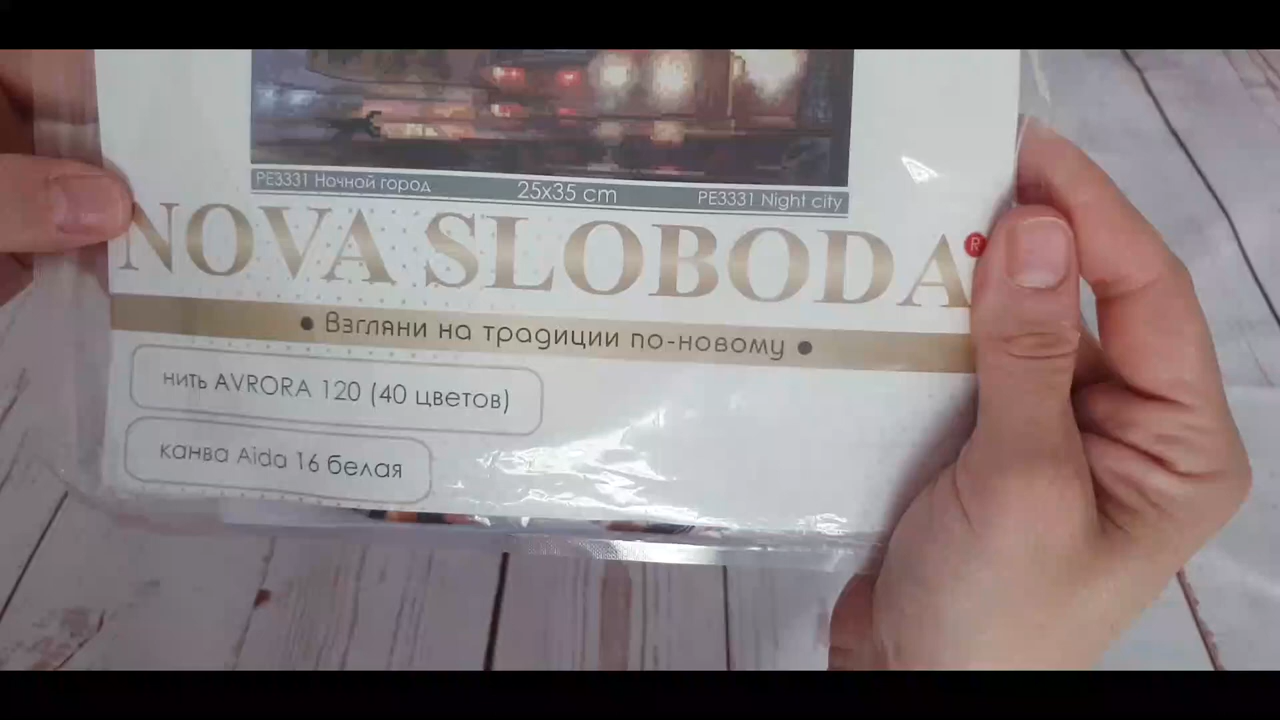 PE3331 Ночной город 25x35 cm PE3331 Night city
NOVA SLOBODA®
• Взгляни на традиции по-новому •
нить AVRORA 120 (40 цветов)
канва Aida 16 белая